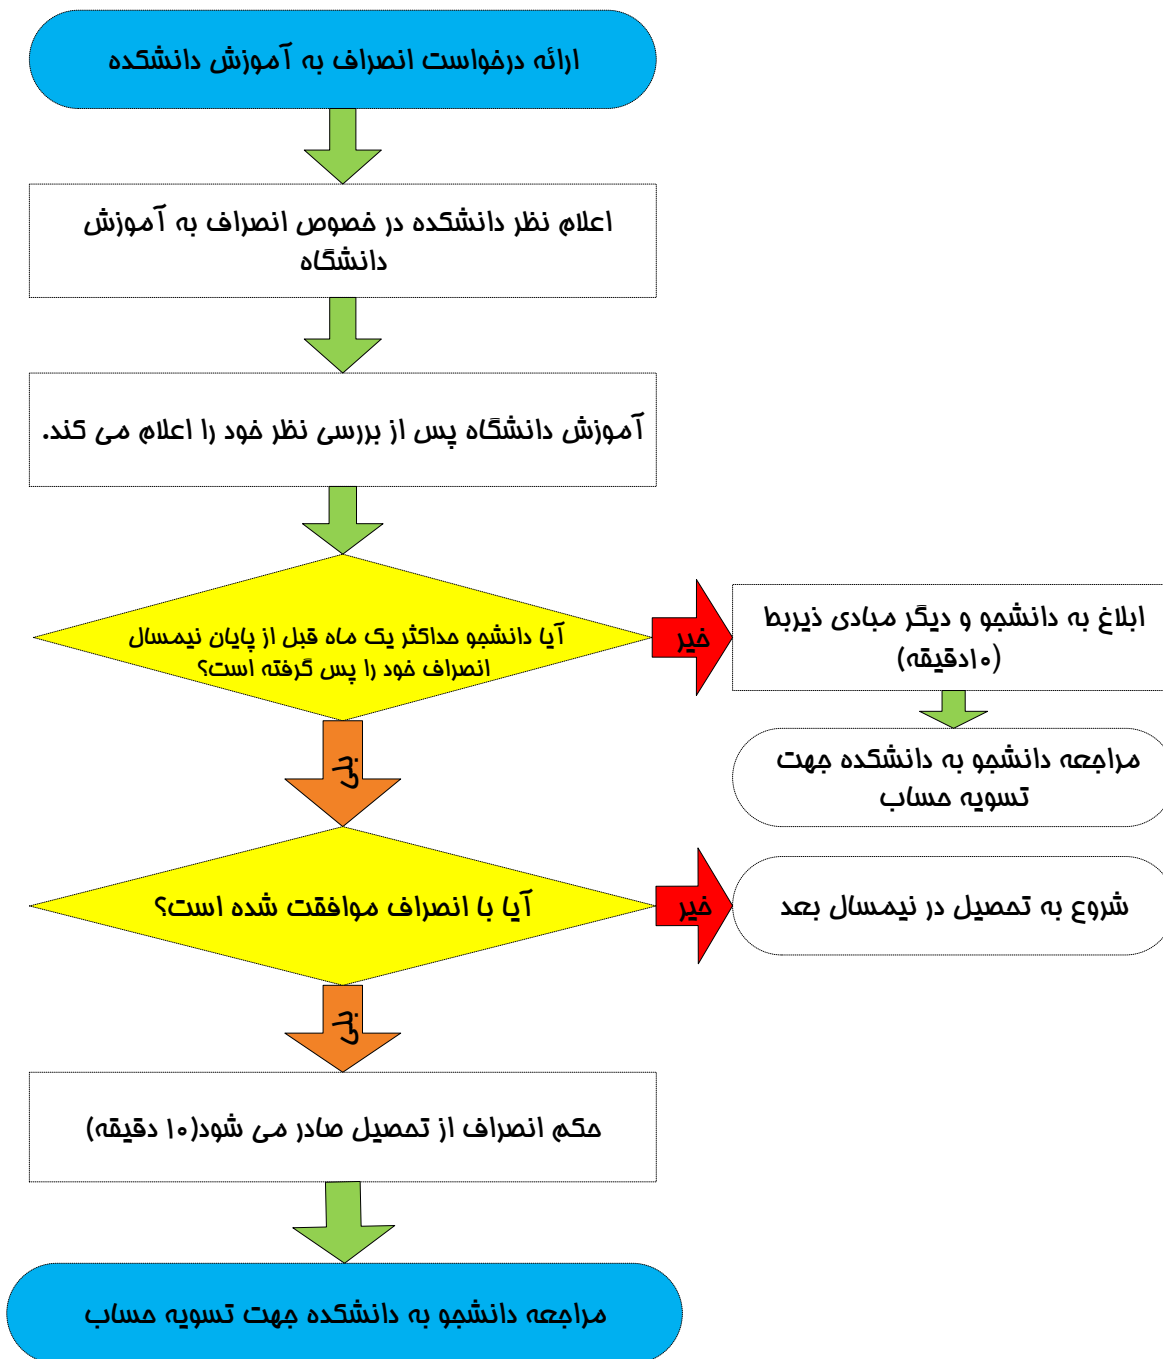 ارائه درخواست انصراف به آموزش دانشکده
اعلام نظر دانشکده در خصوص انصراف به آموزش
دانشگاه
آموزش دانشگاه پس از بررسی نظر خود را اعلام می کند.
آیا دانشجو حداکثر یک ماه قبل از پایان نیمسال
انصراف خود را پس گرفته است؟
خیر
ابلاغ به دانشجو و دیگر مبادی ذیربط
(۱۰دقیقه)
مراجعه دانشجو به دانشکده جهت
تسویه حساب
بلی
آیا با انصراف موافقت شده است؟
خیر
شروع به تحصیل در نیمسال بعد
بلی
حکم انصراف از تحصیل صادر می شود(۱۰ دقیقه)
مراجعه دانشجو به دانشکده جهت تسویه حساب